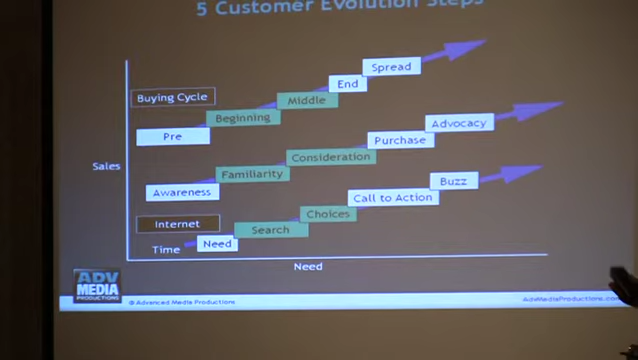 5 Customer Evolution Steps
Spread
End
Middle
Beginning
Buying Cycle
Pre
Advocacy
Purchase
Consideration
Familiarity
Awareness
Sales
Buzz
Call to Action
Choices
Search
Internet
Need
Time
Need
ADV
MEDIA
PRODUCTIONS
© Advanced Media Productions
AdvMediaProductions.co